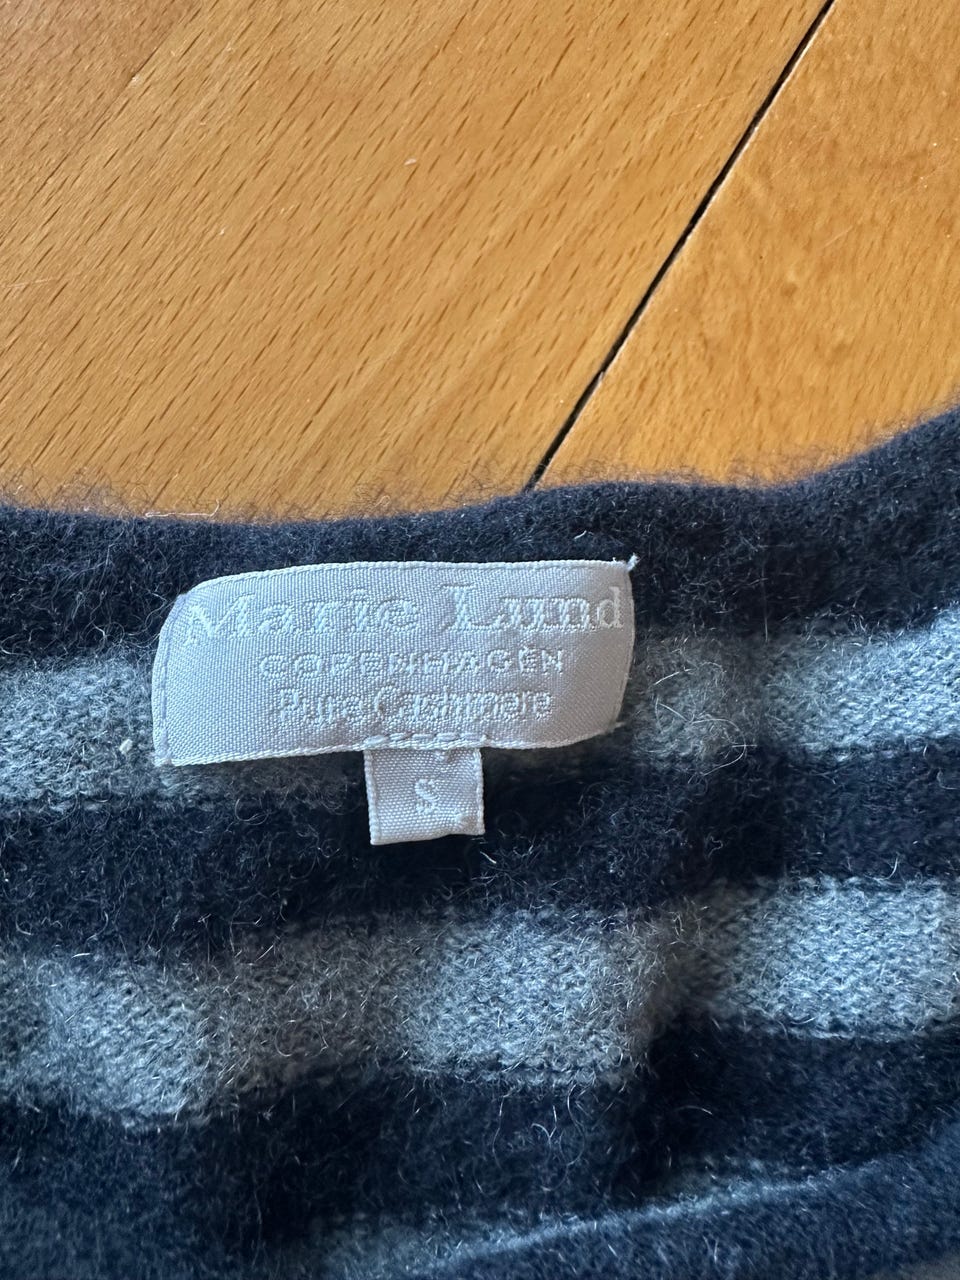 Marie Lund
COPENHAGEN
Pure Cashmere
S